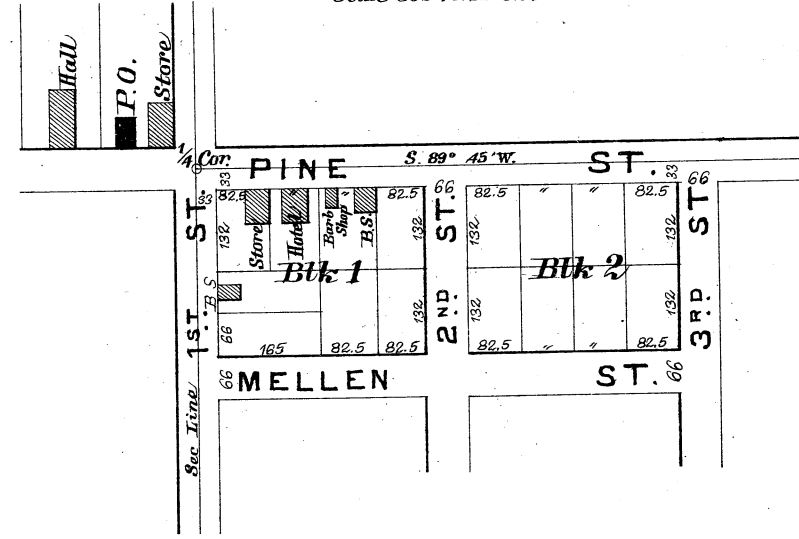 Hall
P.O.
Store
1/4 Cor.
PINE ST.
S. 89° 45' W.
33
33
33
66
66
82.5
"
"
82.5
82.5
"
"
82.5
132
132
132
132
Store
Hotel
Barb Shop
B.S.
Blk 1
Blk 2
B S
132
132
132
66
165
82.5
82.5
82.5
"
"
82.5
1ST ST.
2ND ST.
3RD ST
66
MELLEN ST.
66
Sec Line